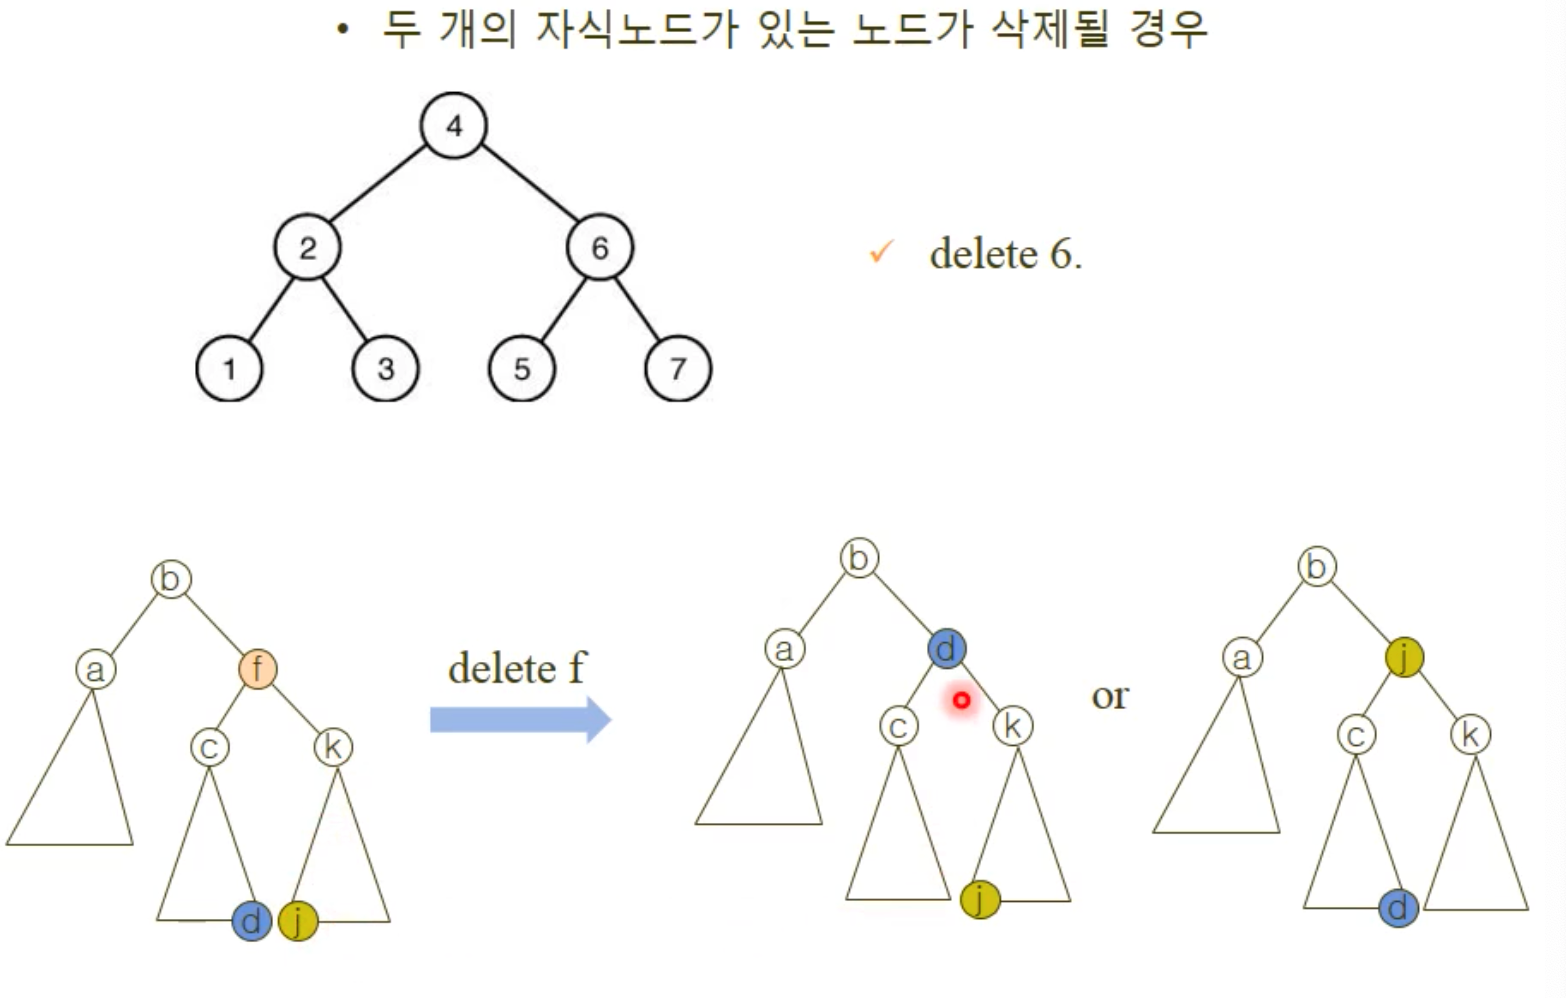 • 두 개의 자식노드가 있는 노드가 삭제될 경우
4
2 6
1 3 5 7
✓ delete 6.
b
a f
c k
d j
delete f
b
a d
c k
j
or
b
a j
c k
d